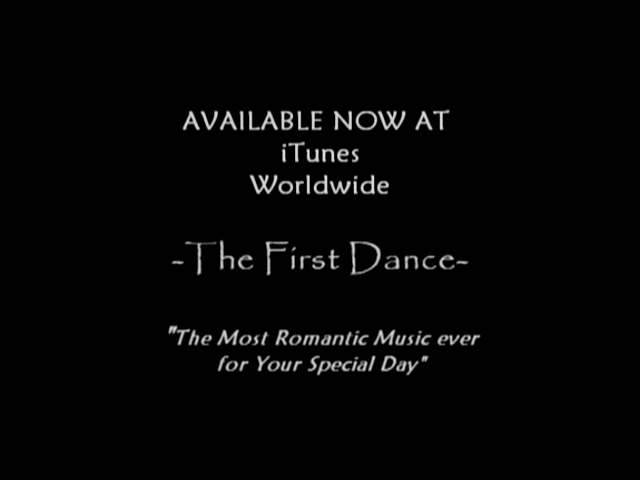 AVAILABLE NOW AT
iTunes
Worldwide
-The First Dance-
"The Most Romantic Music ever
for Your Special Day"